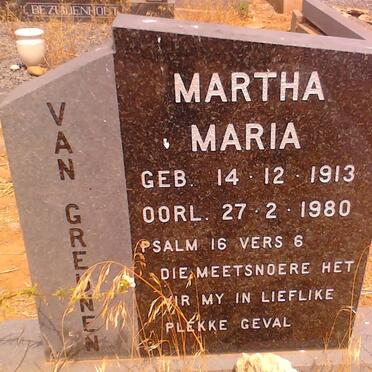 BEZUIDENHOUT
VAN GREUNEN
MARTHA
MARIA
GEB. 14·12·1913
OORL. 27·2·1980
PSALM 16 VERS 6
DIE MEETSNOERE HET
VIR MY IN LIEFLIKE
PLEKKE GEVAL